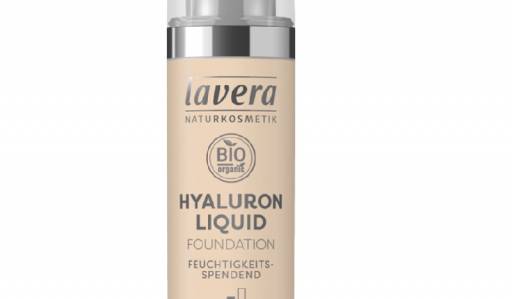 lavera
NATURKOSMETIK
BIO
organic
HYALURON
LIQUID
FOUNDATION
FEUCHTIGKEITS-
SPENDEND